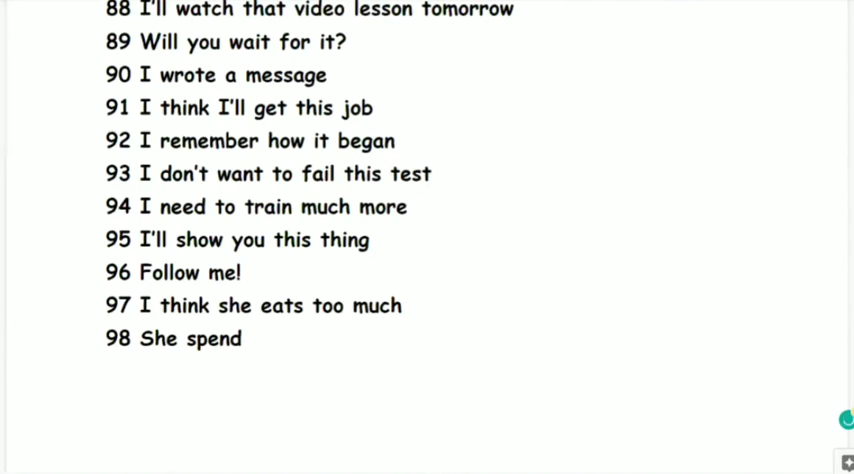 88 I'll watch that video lesson tomorrow
89 Will you wait for it?
90 I wrote a message
91 I think I'll get this job
92 I remember how it began
93 I don't want to fail this test
94 I need to train much more
95 I'll show you this thing
96 Follow me!
97 I think she eats too much
98 She spend